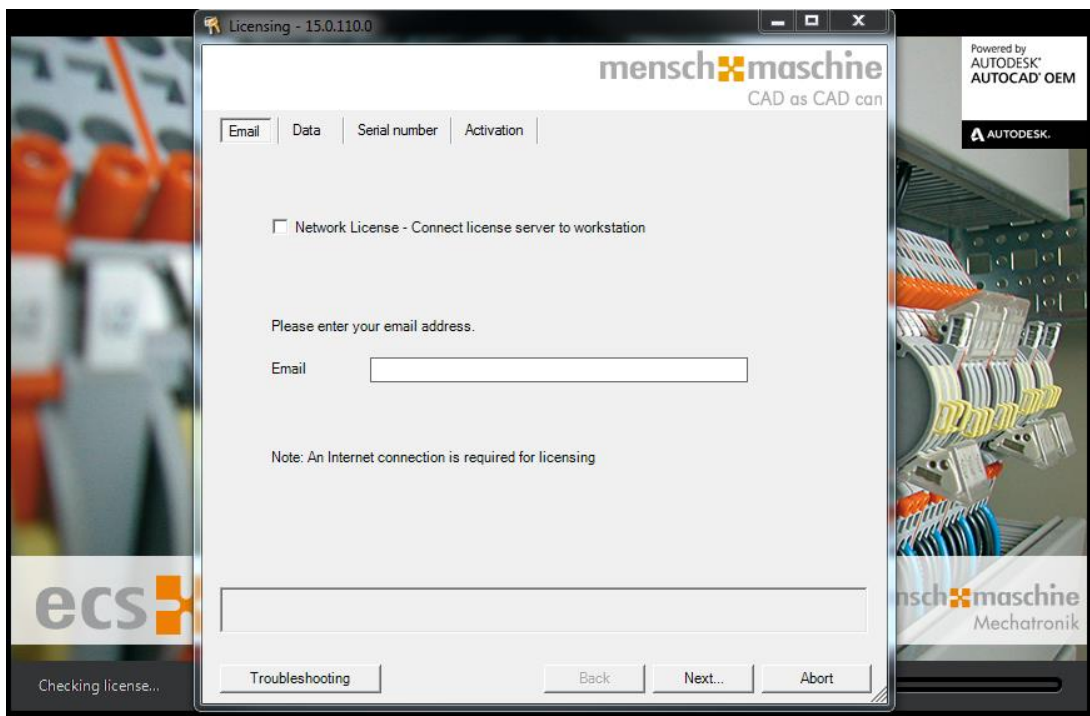 Licensing - 15.0.110.0
mensch maschine
CAD as CAD can
Powered by
AUTODESK®
AUTOCAD® OEM
AUTODESK.
Email
Data
Serial number
Activation
Network License - Connect license server to workstation
Please enter your email address.
Email
Note: An Internet connection is required for licensing
ecs
nsch maschine
Mechatronik
Checking license...
Troubleshooting
Back
Next...
Abort